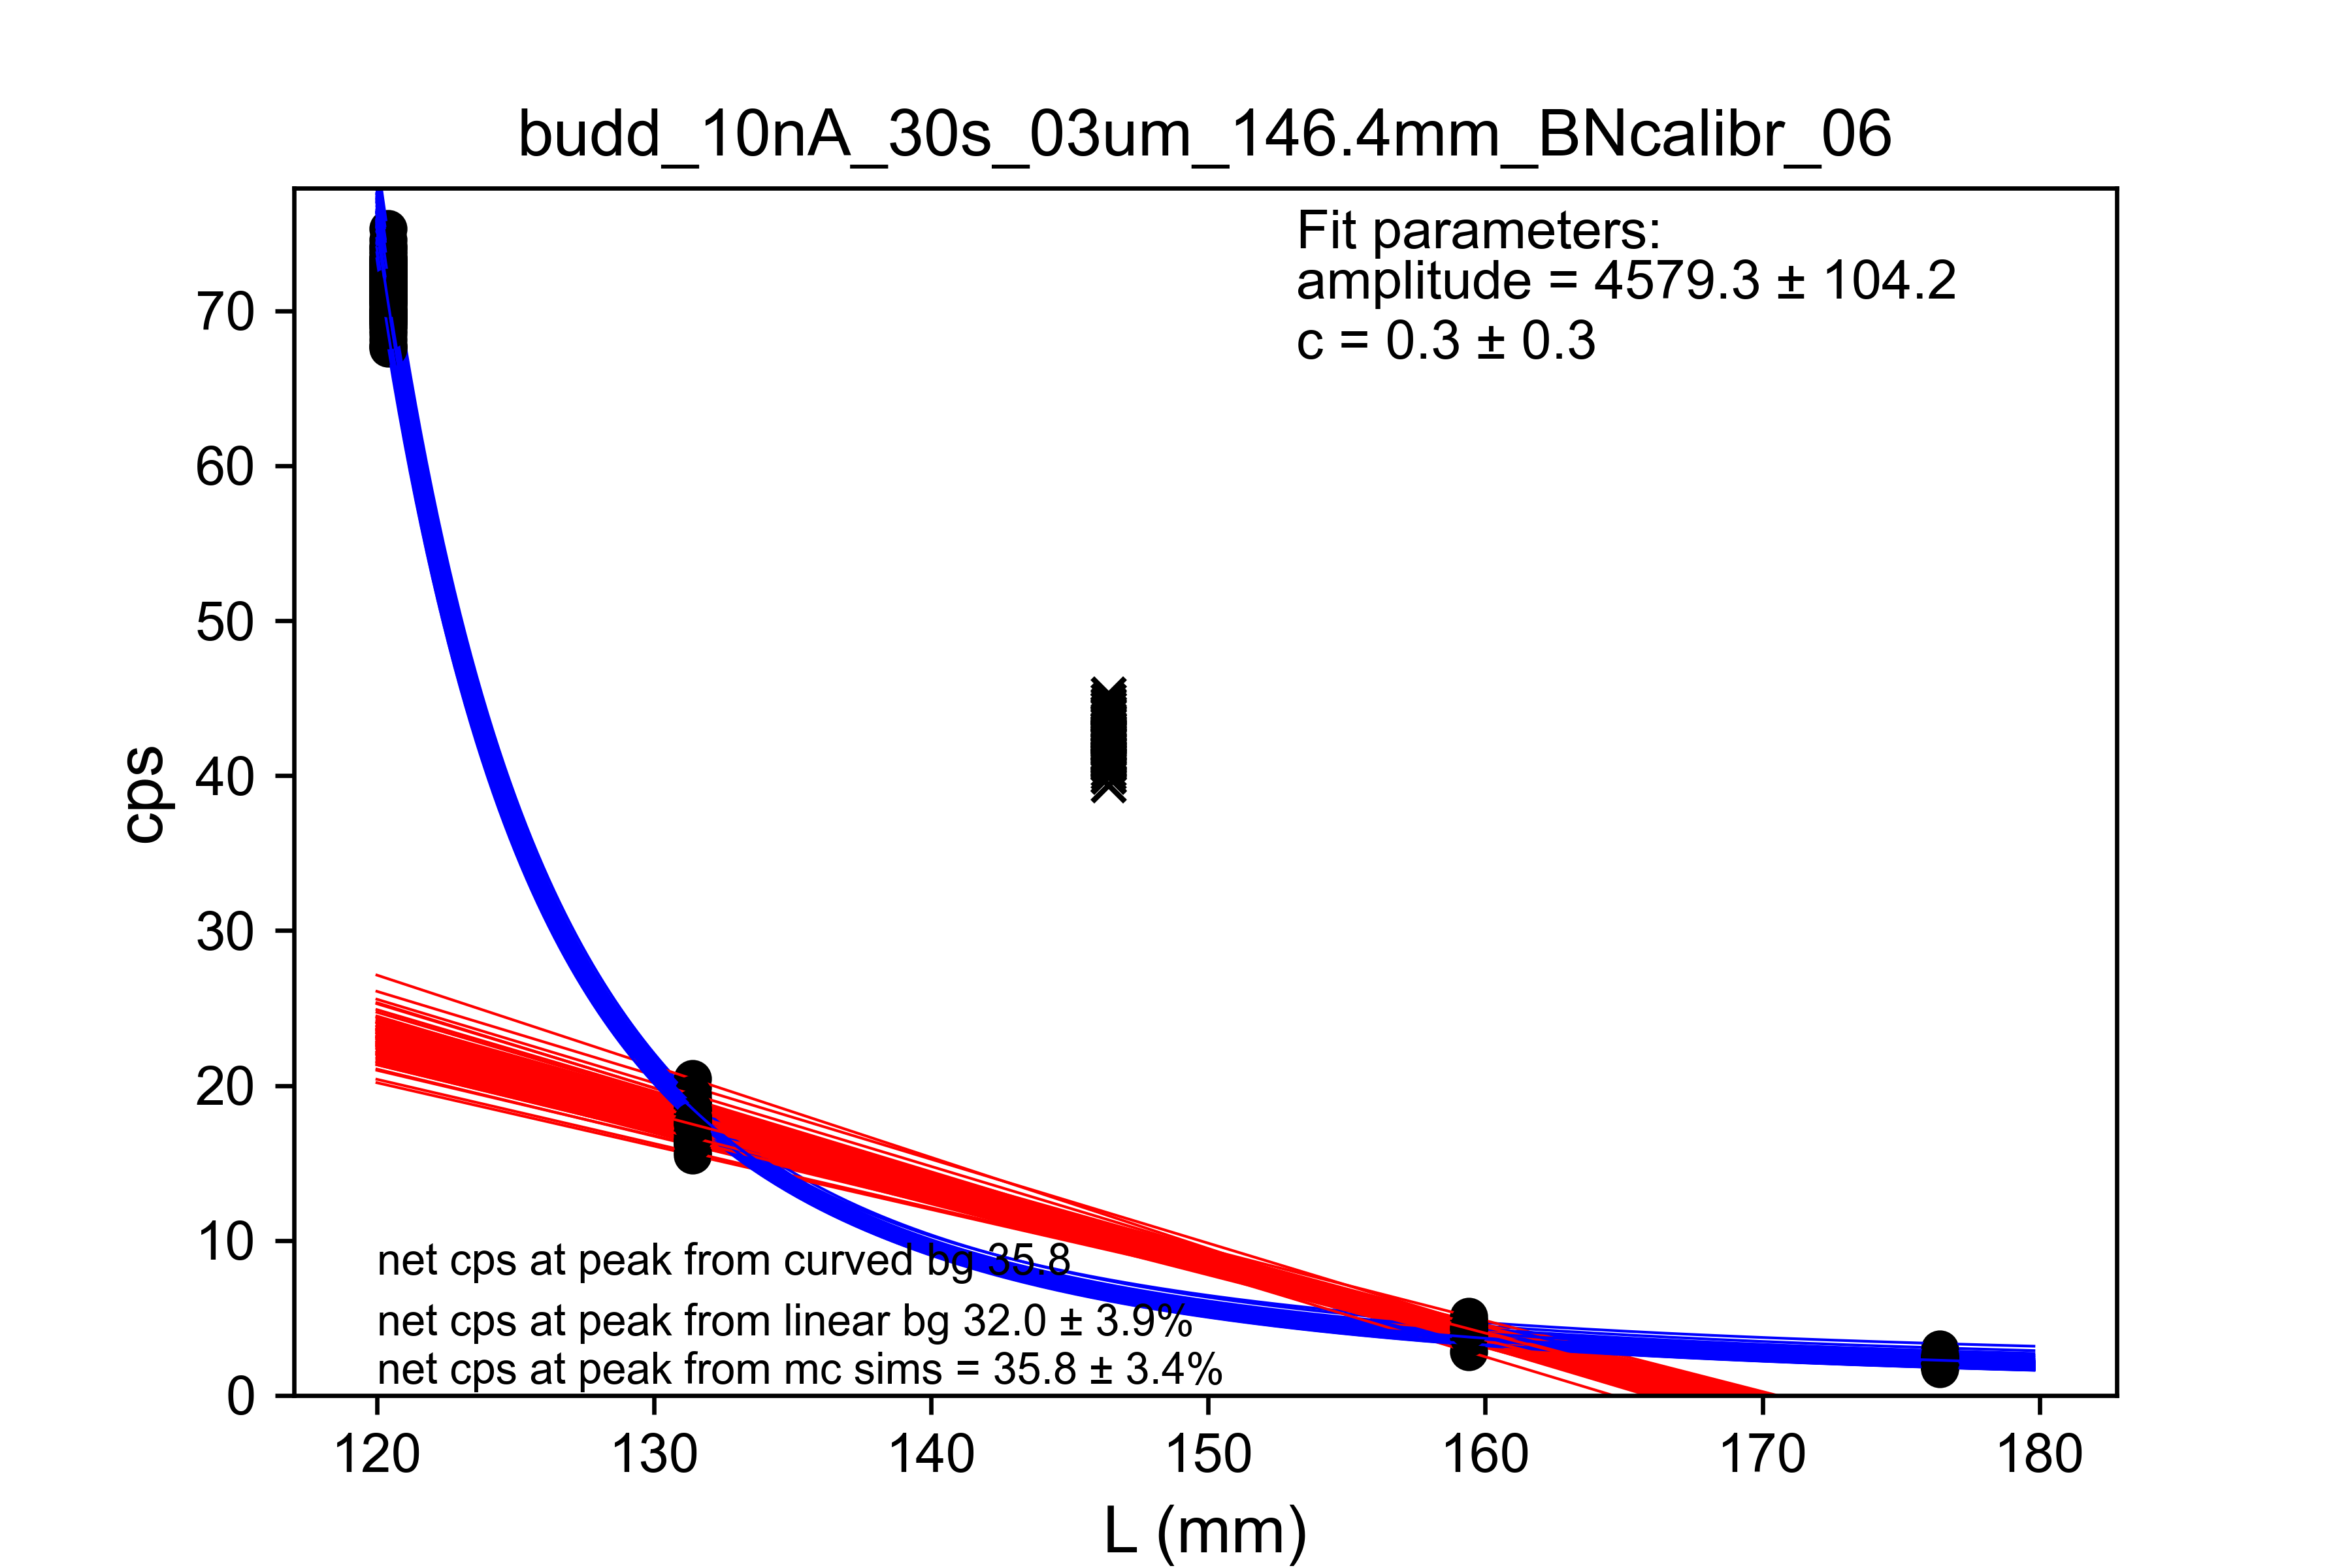 budd_10nA_30s_03um_146.4mm_BNcalibr_06
Fit parameters:
amplitude = 4579.3 ± 104.2
c = 0.3 ± 0.3
cps
70
60
50
40
30
20
10
0
net cps at peak from curved bg 35.8
net cps at peak from linear bg 32.0 ± 3.9%
net cps at peak from mc sims = 35.8 ± 3.4%
120 130 140 150 160 170 180
L (mm)